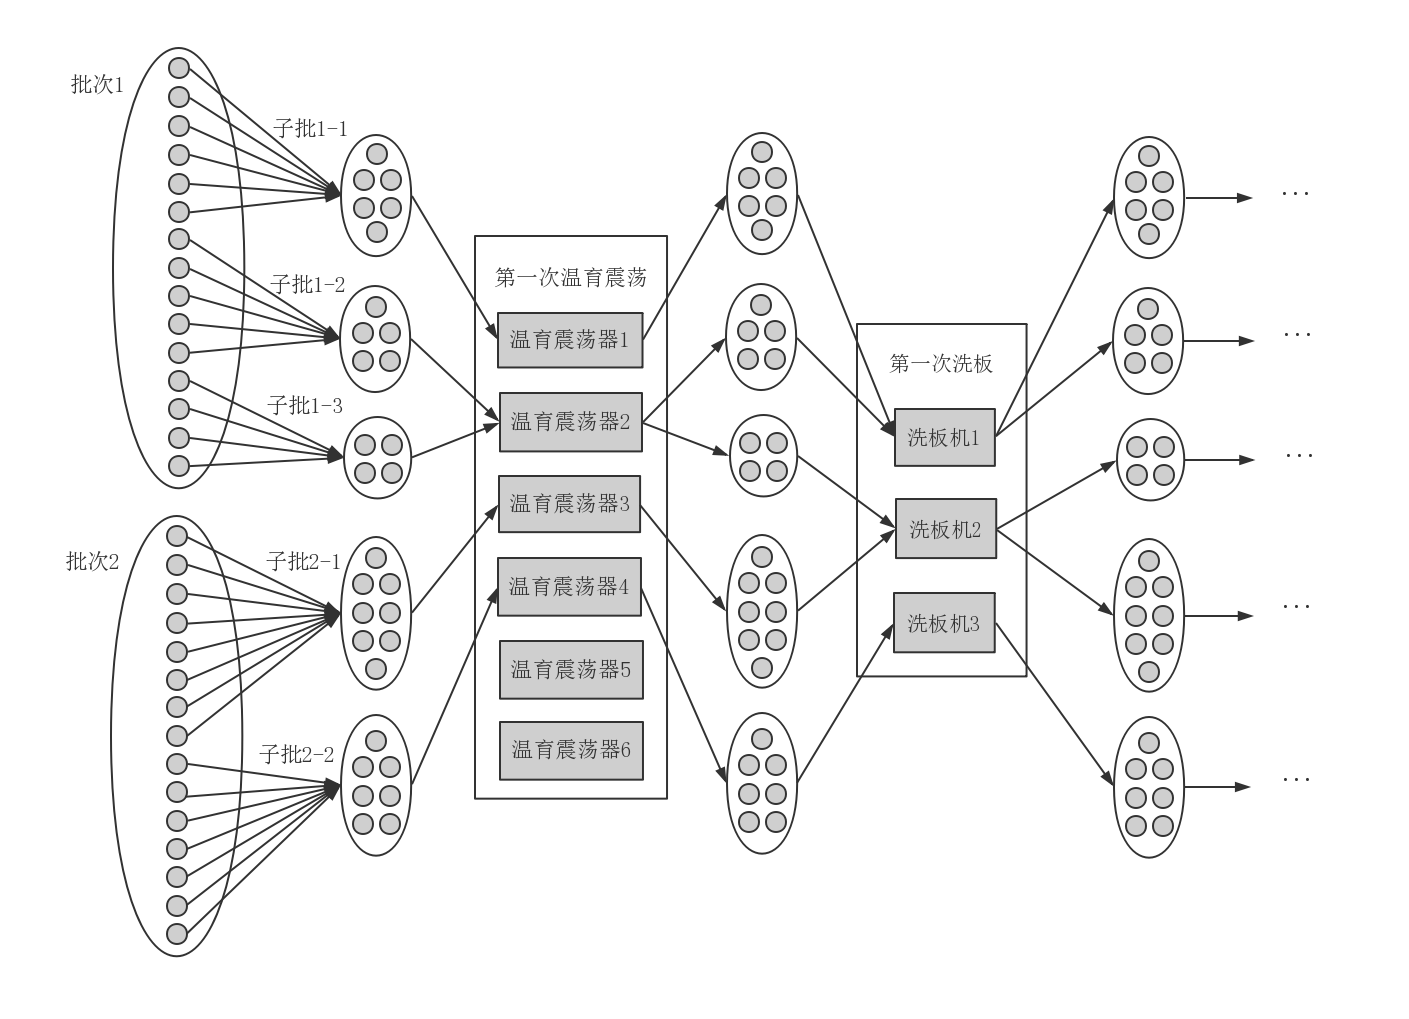 批次1
子批1-1
子批1-2
子批1-3
批次2
子批2-1
子批2-2
第一次温育震荡
温育震荡器1
温育震荡器2
温育震荡器3
温育震荡器4
温育震荡器5
温育震荡器6
第一次洗板
洗板机1
洗板机2
洗板机3
...
...
...
...
...